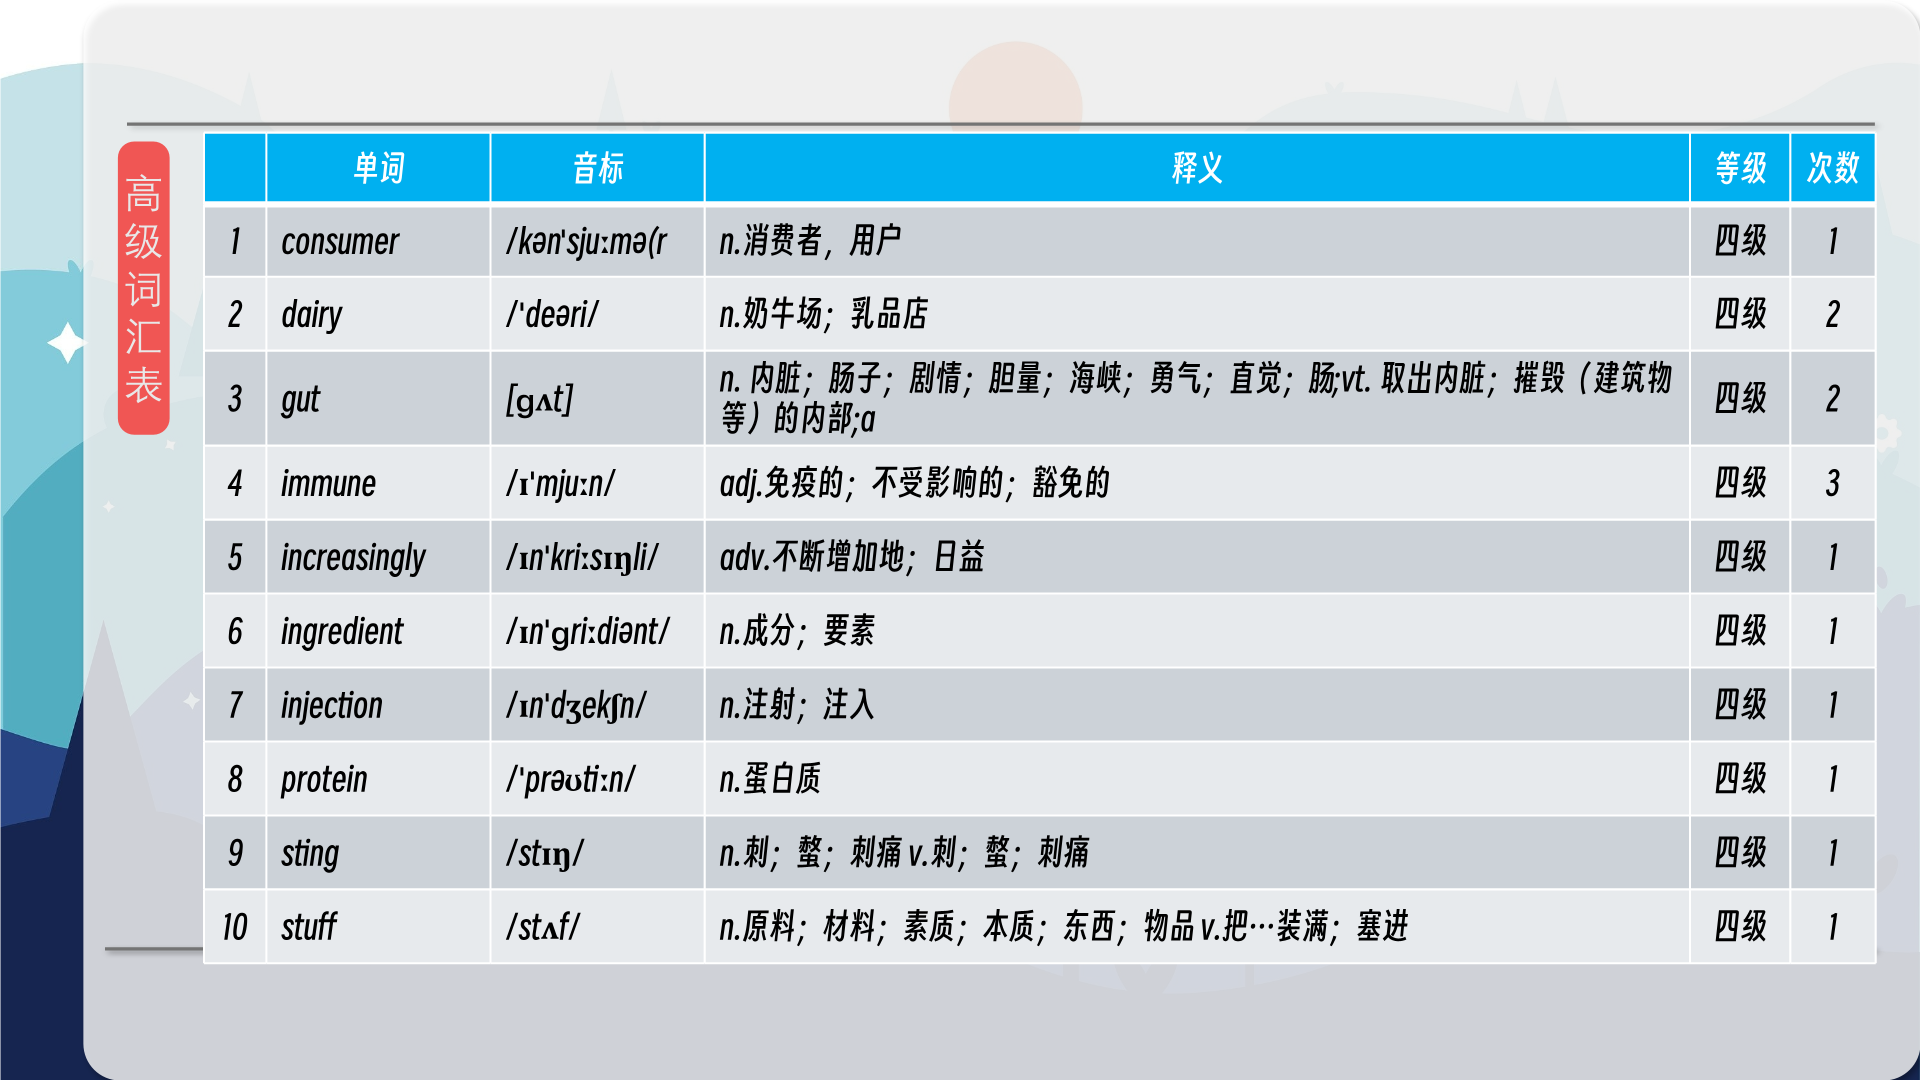 高级词汇表
单词 音标 释义 等级 次数
1 consumer /kən'sjuːmə(r n.消费者，用户 四级 1
2 dairy /'deəri/ n.奶牛场；乳品店 四级 2
3 gut [ɡʌt] n. 内脏；肠子；剧情；胆量；海峡；勇气；直觉；肠;vt. 取出内脏；摧毁（建筑物 四级 2
等）的内部;a
4 immune /ɪ'mjuːn/ adj.免疫的；不受影响的；豁免的 四级 3
5 increasingly /ɪn'kriːsɪŋli/ adv.不断增加地；日益 四级 1
6 ingredient /ɪn'ɡriːdiənt/ n.成分；要素 四级 1
7 injection /ɪn'dʒekʃn/ n.注射；注入 四级 1
8 protein /'prəʊtiːn/ n.蛋白质 四级 1
9 sting /stɪŋ/ n.刺；螫；刺痛 v.刺；螫；刺痛 四级 1
10 stuff /stʌf/ n.原料；材料；素质；本质；东西；物品 v.把…装满；塞进 四级 1